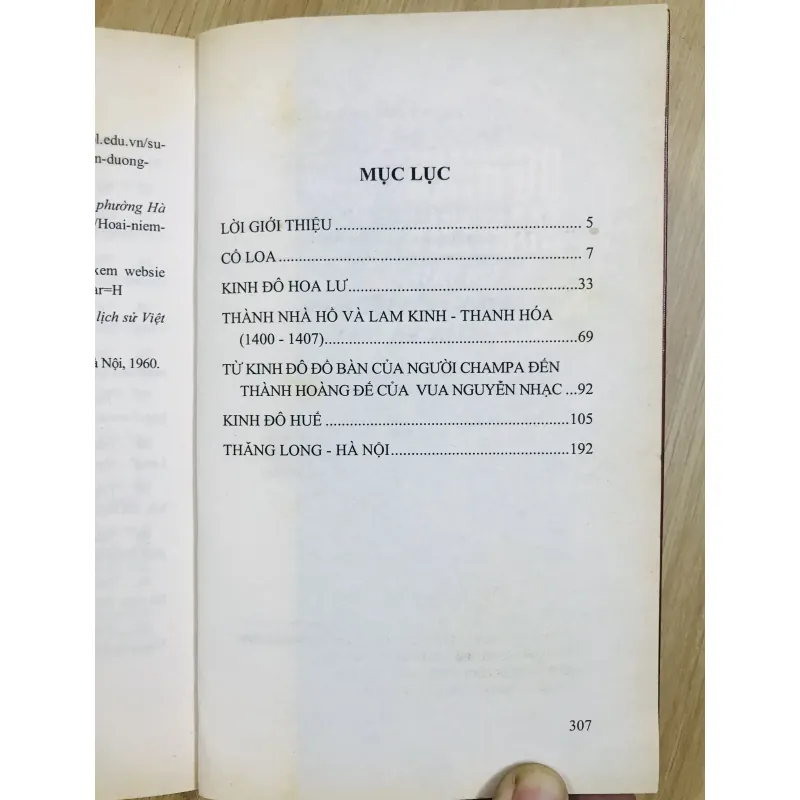 l.edu.vn/su-
n-duong-
phường Hà
/Hoai-niem-
xem websie
ar=H
lịch sử Việt
Nội, 1960.
MỤC LỤC
LỜI GIỚI THIỆU ............................................................ 5
CỔ LOA ........................................................................ 7
KINH ĐÔ HOA LƯ.......................................................33
THÀNH NHÀ HỒ VÀ LAM KINH - THANH HÓA
(1400 - 1407).............................................................69
TỪ KINH ĐÔ ĐỒ BÀN CỦA NGƯỜI CHAMPA ĐẾN
THÀNH HOÀNG ĐẾ CỦA VUA NGUYỄN NHẠC ...92
KINH ĐÔ HUẾ ...........................................................105
THĂNG LONG - HÀ NỘI...........................................192
307